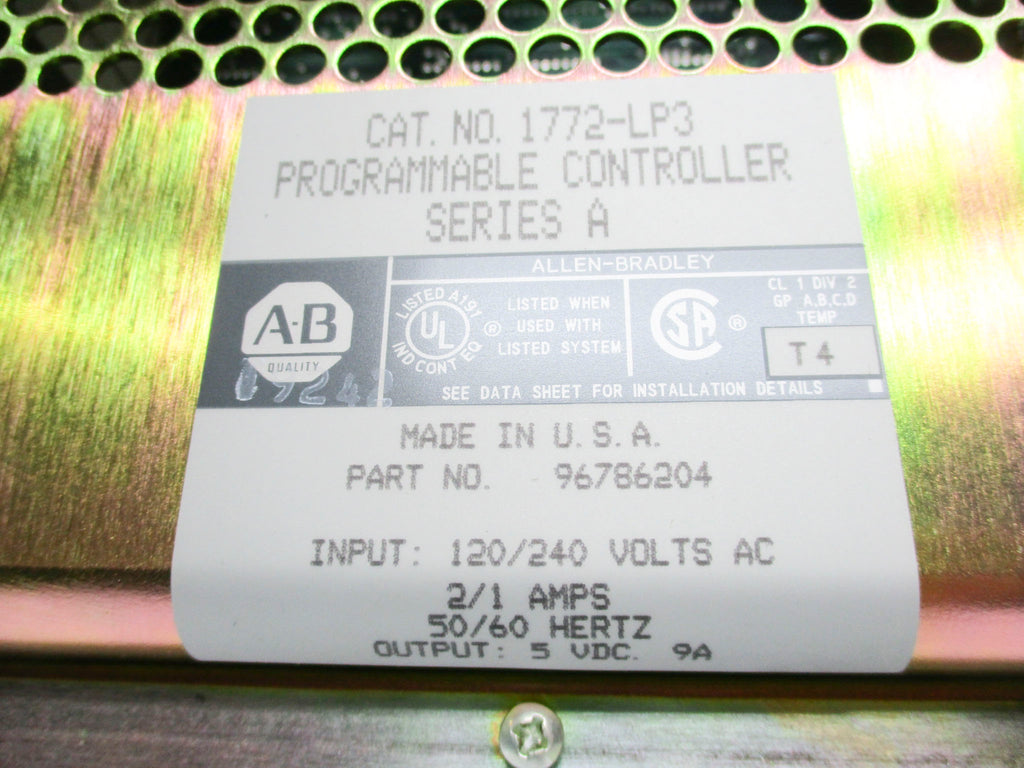 CAT. NO. 1772-LP3
PROGRAMMABLE CONTROLLER
SERIES A
ALLEN-BRADLEY
A-B
QUALITY
LISTED A191
UL
IND CONT EQ
®
LISTED WHEN
USED WITH
LISTED SYSTEM
SA
®
CL 1 DIV 2
GP A,B,C,D
TEMP
T4
SEE DATA SHEET FOR INSTALLATION DETAILS
MADE IN U.S.A.
PART NO. 96786204
INPUT: 120/240 VOLTS AC
2/1 AMPS
50/60 HERTZ
OUTPUT: 5 VDC. 9A